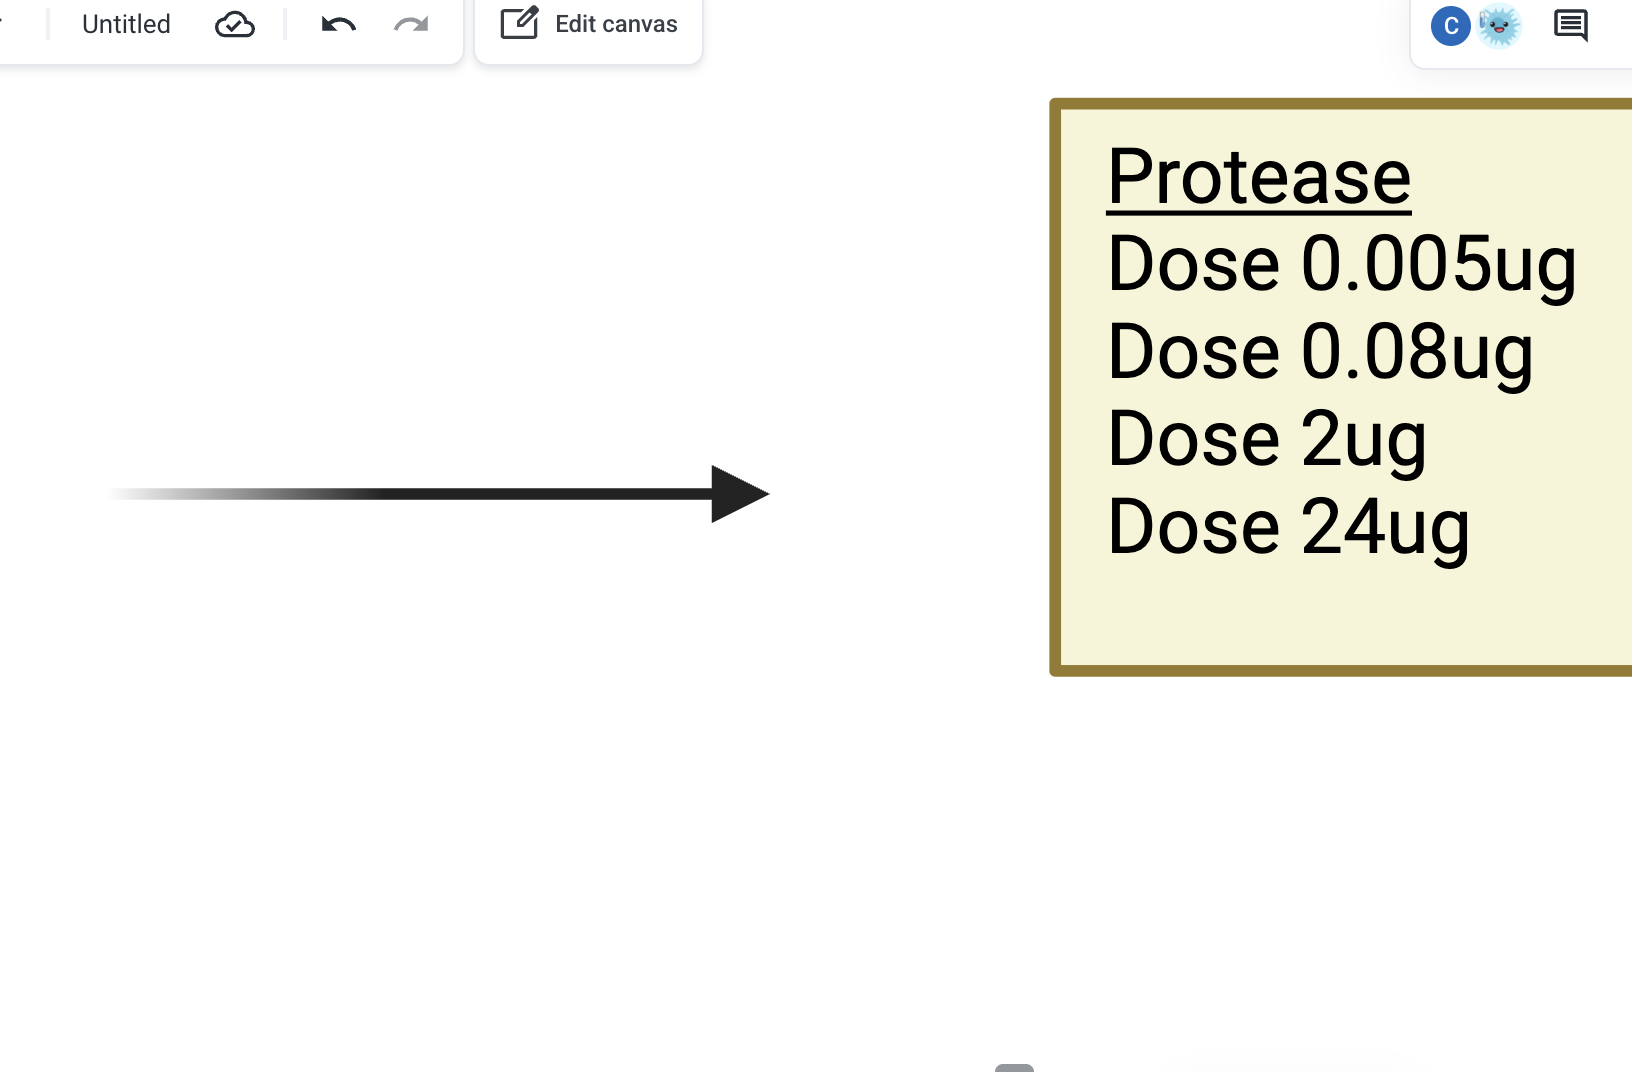 Untitled
Edit canvas
C
Protease
Dose 0.005ug
Dose 0.08ug
Dose 2ug
Dose 24ug